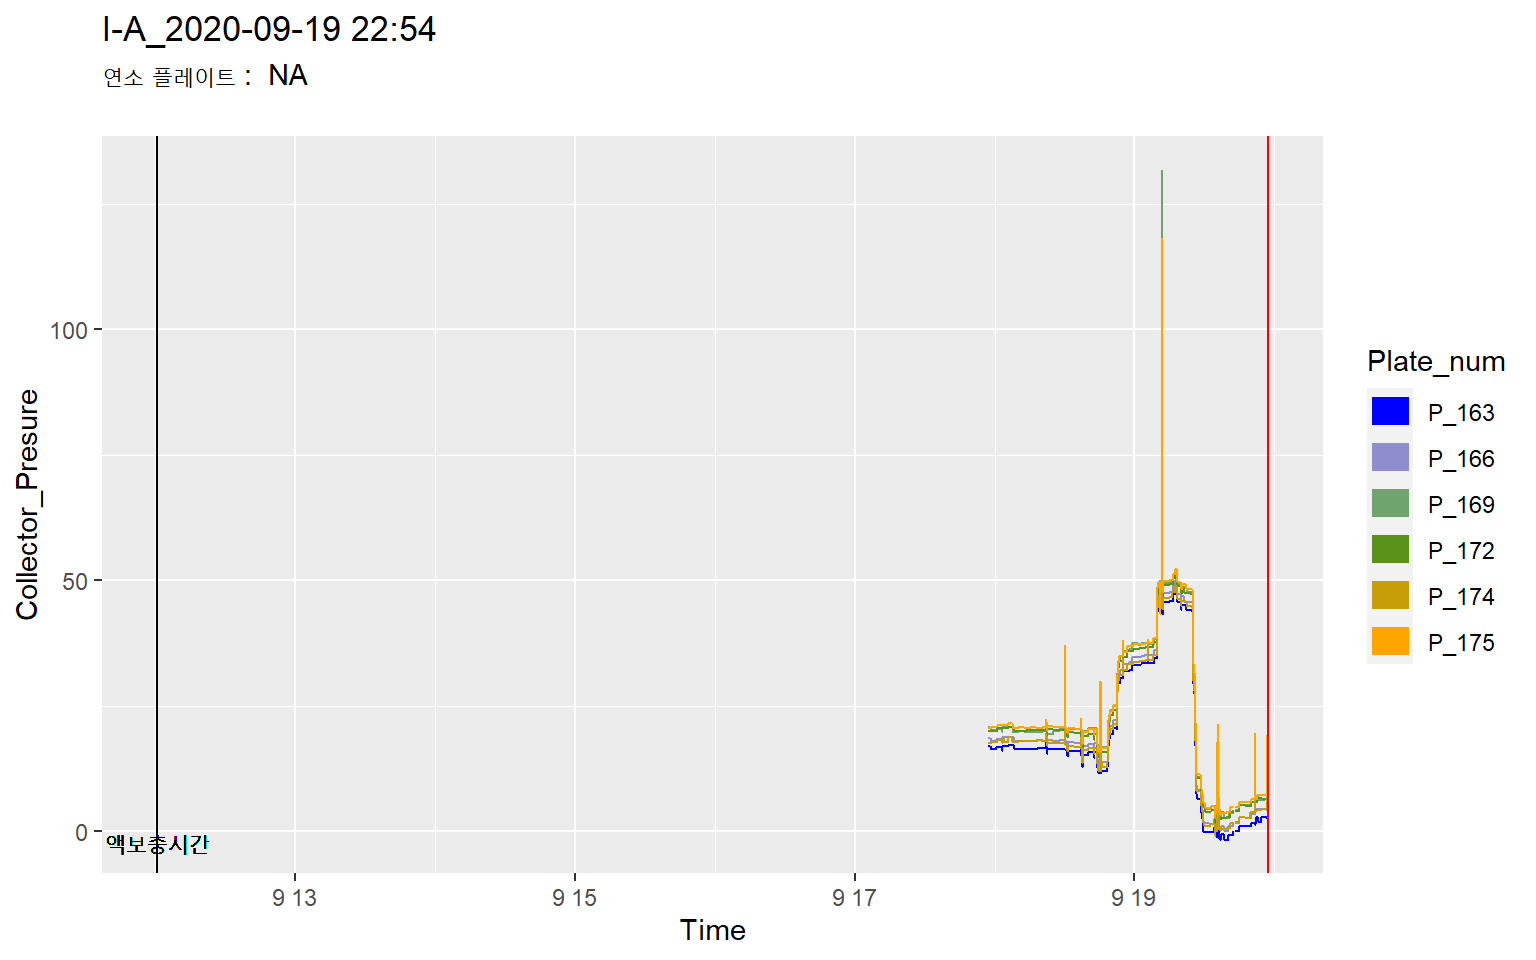 I-A_2020-09-19 22:54
연소 플레이트 : NA
Collector_Presure
100
50
0
액보충시간
9 13
9 15
9 17
9 19
Time
Plate_num
P_163
P_166
P_169
P_172
P_174
P_175